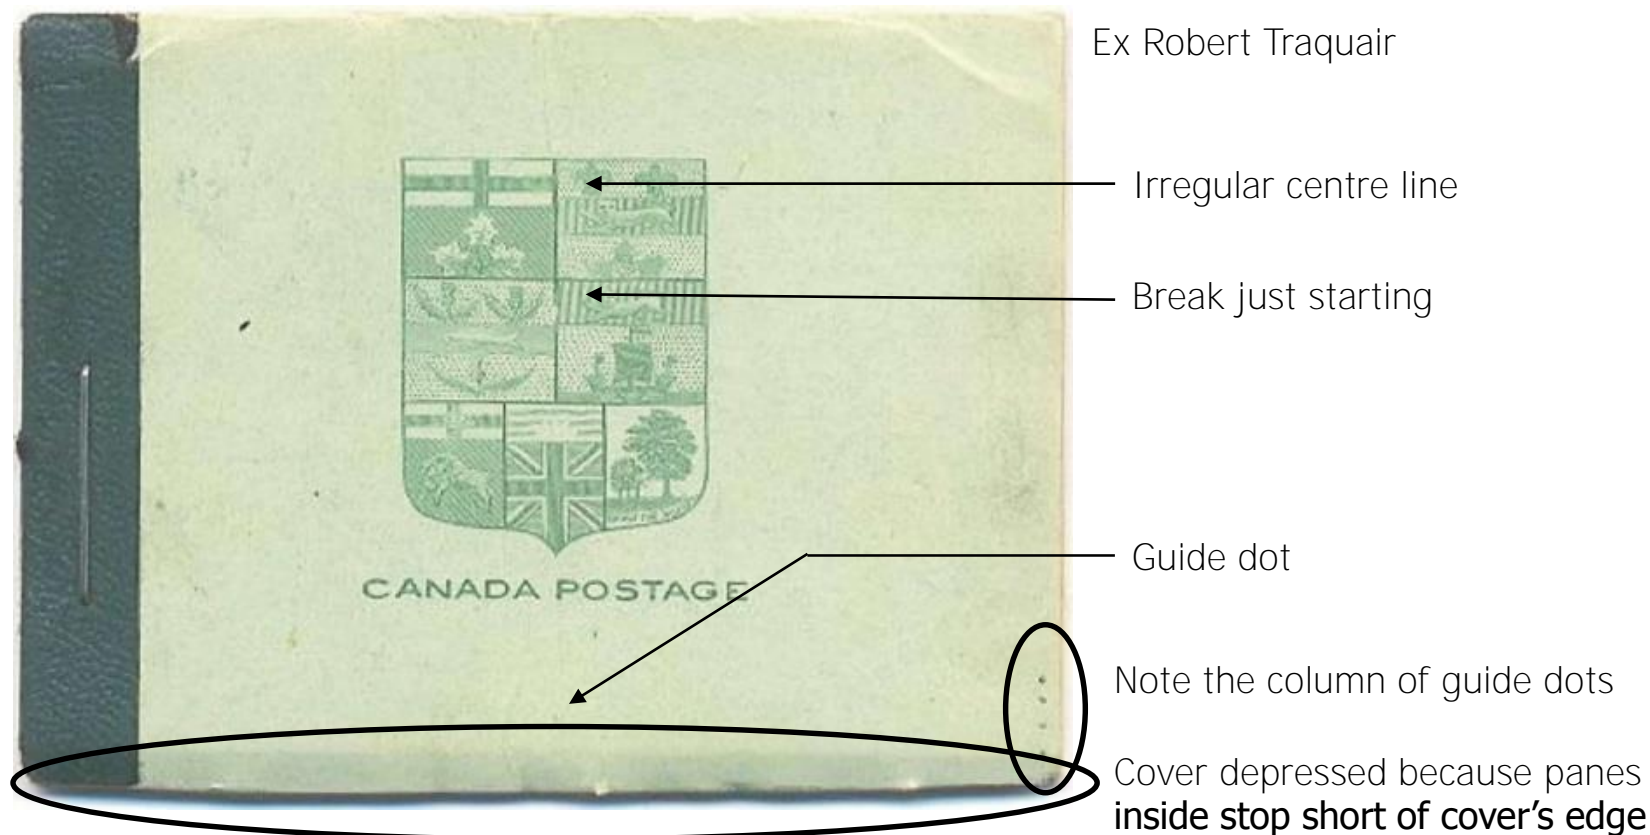 Ex Robert Traquair
Irregular centre line
Break just starting
CANADA POSTAGE
Guide dot
Note the column of guide dots
Cover depressed because panes
inside stop short of cover's edge